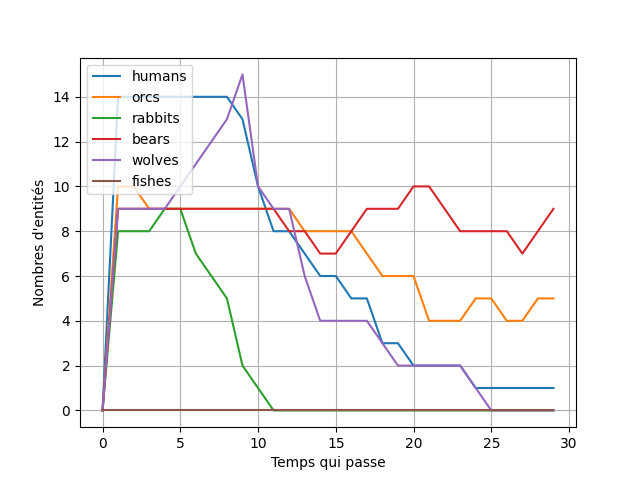 humans
orcs
rabbits
bears
wolves
fishes
14
12
10
8
6
4
2
0
Nombres d'entités
0 5 10 15 20 25 30
Temps qui passe